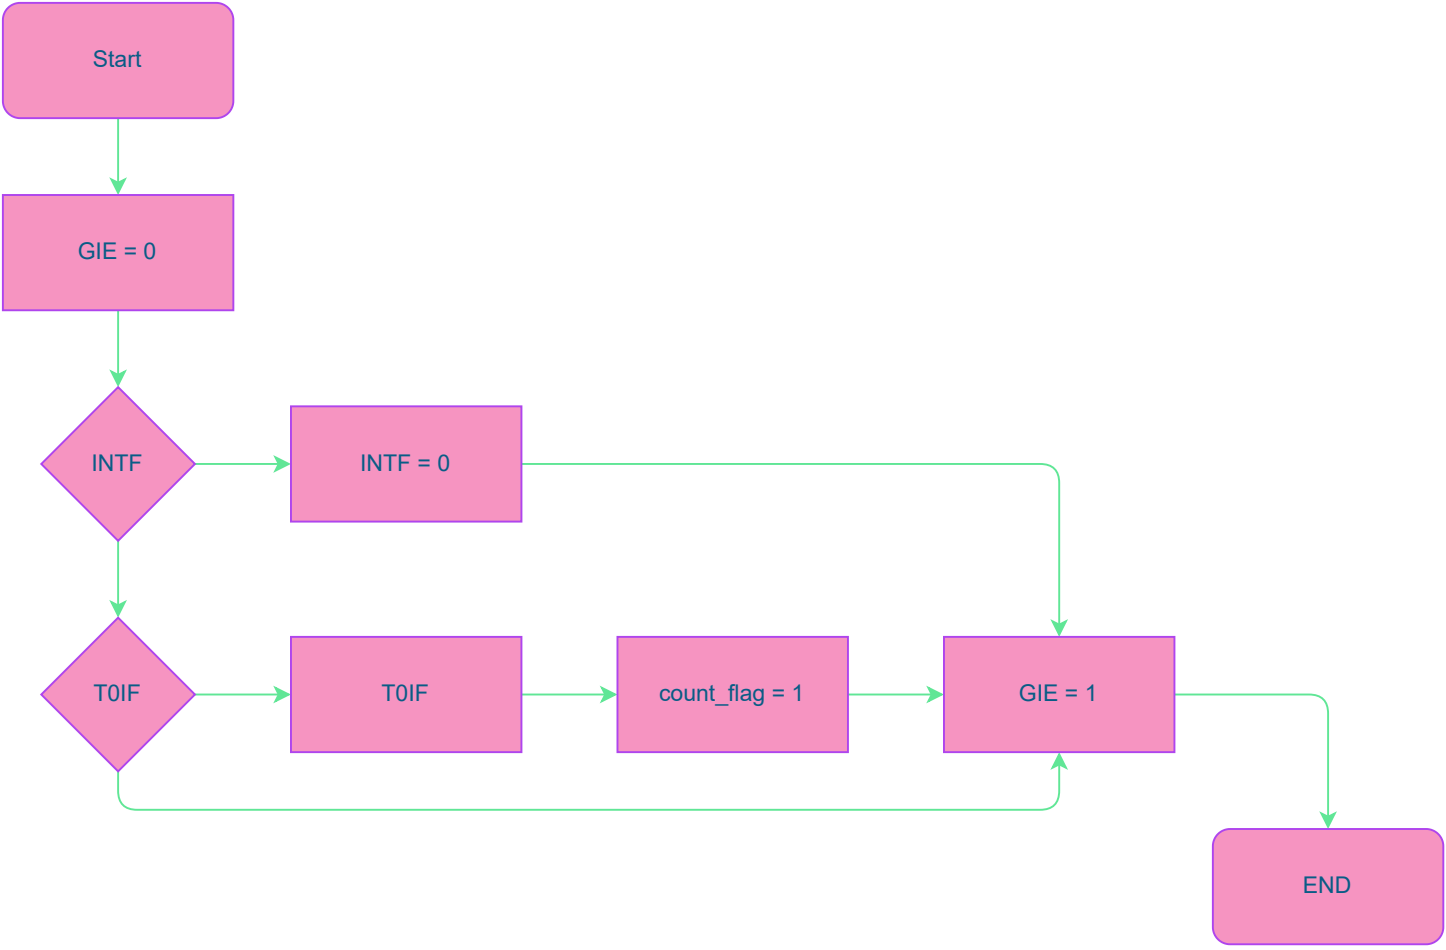 Start
GIE = 0
INTF
INTF = 0
T0IF
T0IF
count_flag = 1
GIE = 1
END